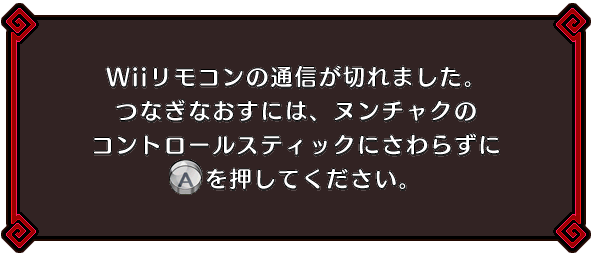 Wiiリモコンの通信が切れました。
つなぎなおすには、ヌンチャクの
コントロールスティックにさわらずに
Aを押してください。